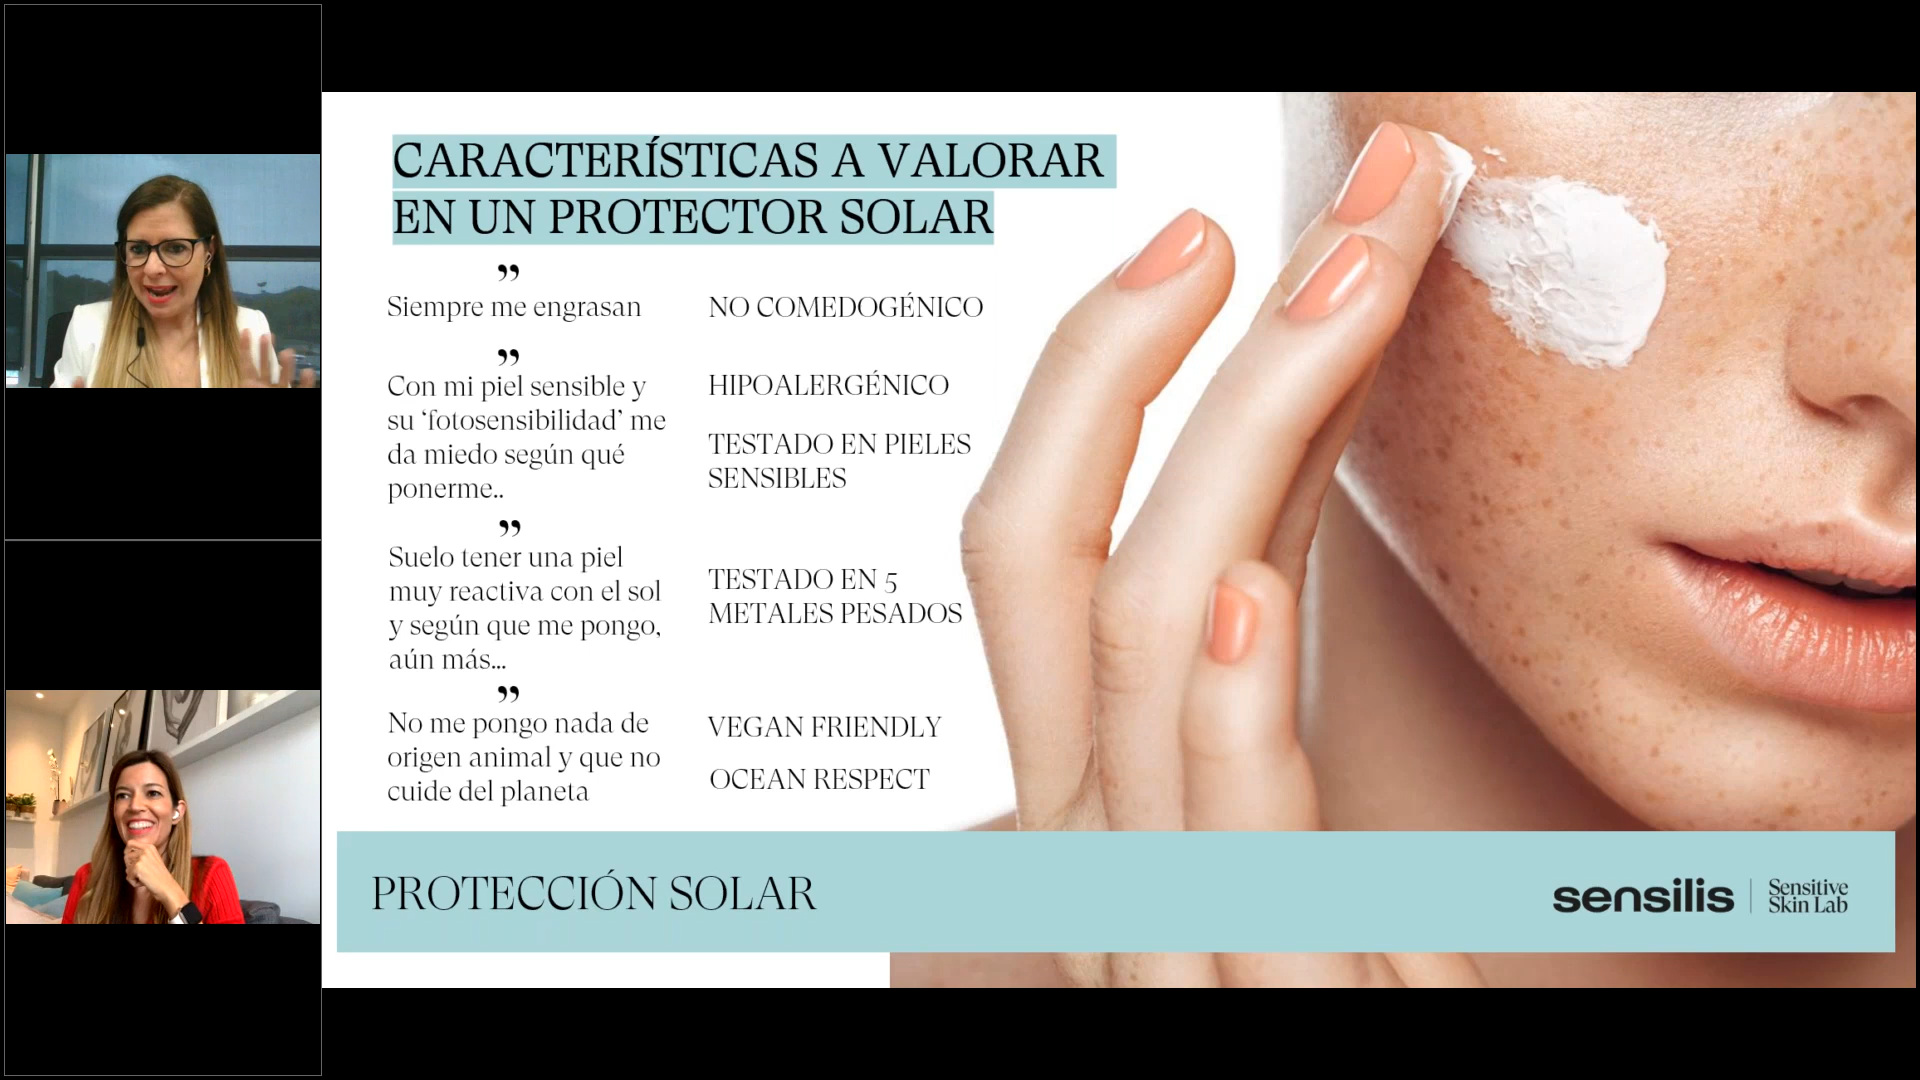 CARACTERÍSTICAS A VALORAR
EN UN PROTECTOR SOLAR
”
Siempre me engrasan
NO COMEDOGÉNICO
”
Con mi piel sensible y
su ‘fotosensibilidad’ me
da miedo según qué
ponerme..
HIPOALERGÉNICO
TESTADO EN PIELES
SENSIBLES
”
Suelo tener una piel
muy reactiva con el sol
y según que me pongo,
aún más...
TESTADO EN 5
METALES PESADOS
”
No me pongo nada de
origen animal y que no
cuide del planeta
VEGAN FRIENDLY
OCEAN RESPECT
PROTECCIÓN SOLAR
sensilis
Sensitive
Skin Lab